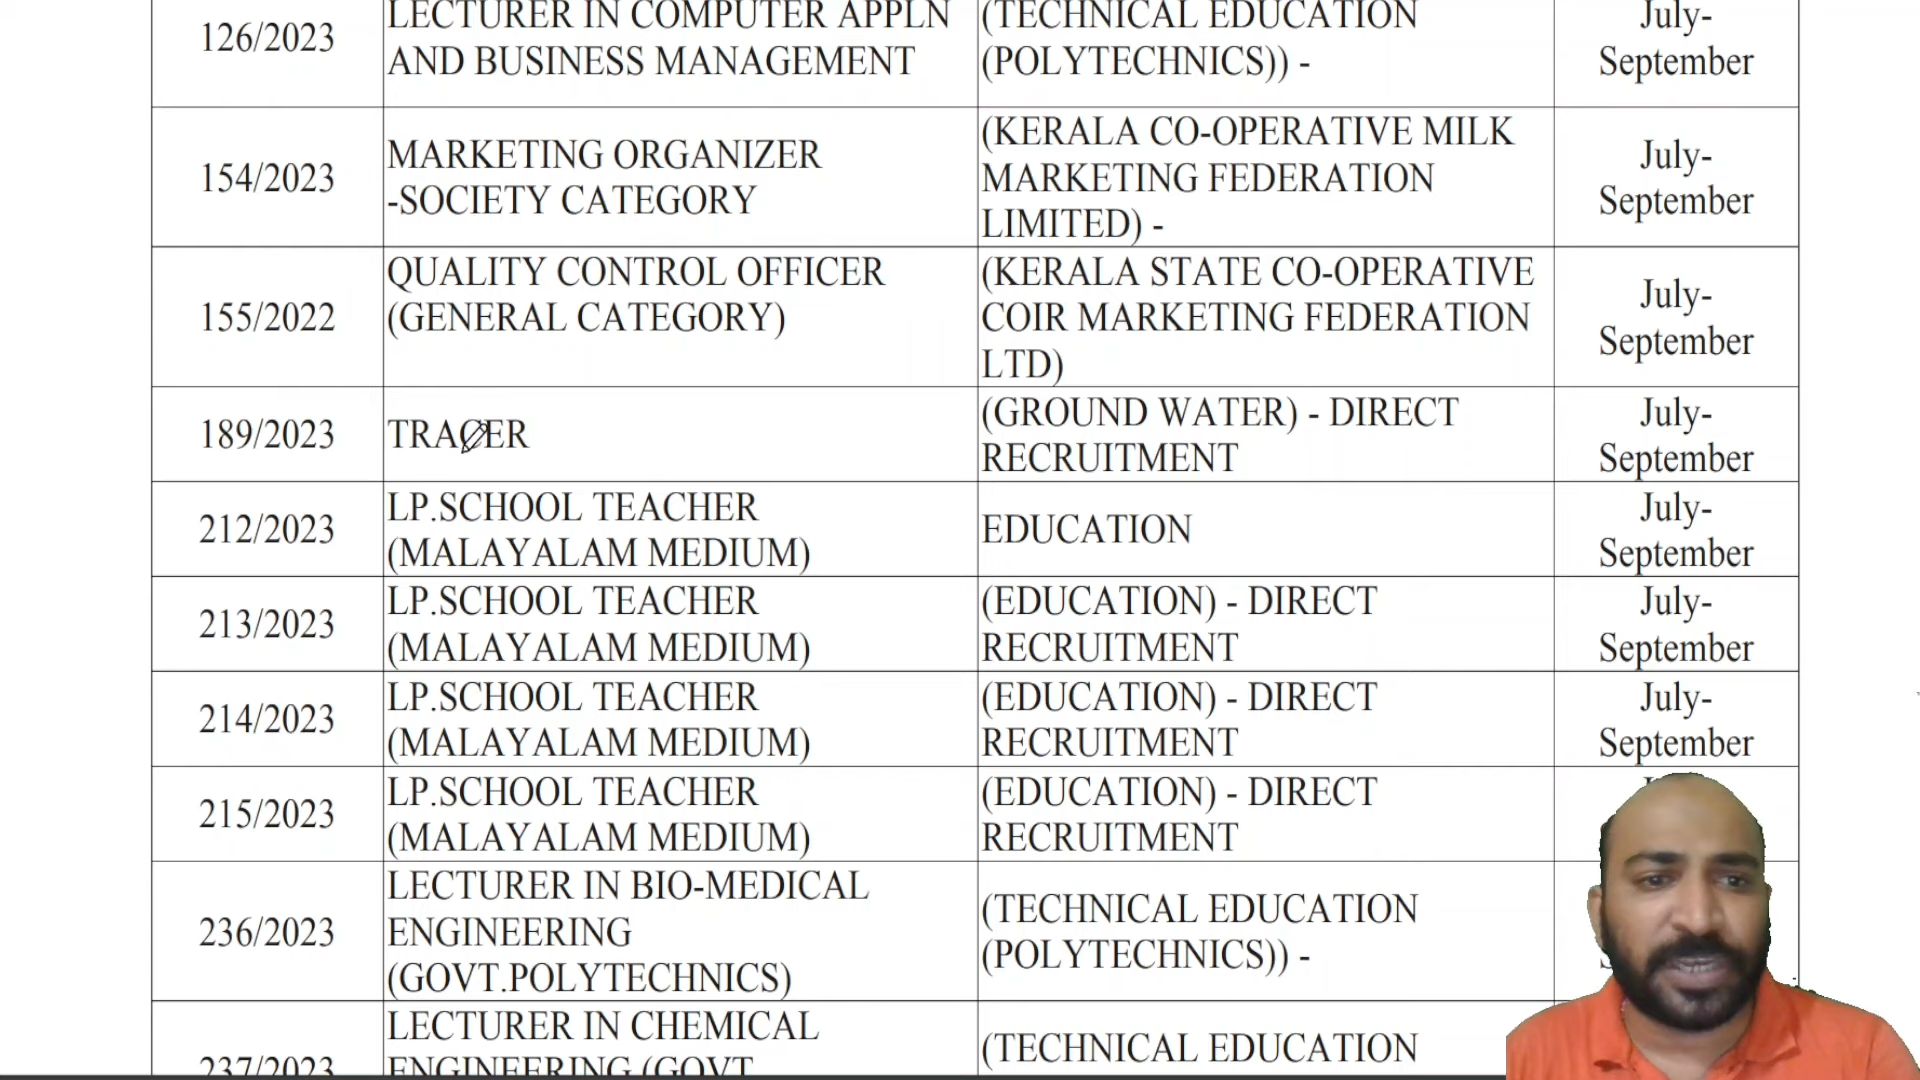 126/2023
LECTURER IN COMPUTER APPLN
AND BUSINESS MANAGEMENT
(TECHNICAL EDUCATION
(POLYTECHNICS)) -
July-
September
154/2023
MARKETING ORGANIZER
-SOCIETY CATEGORY
(KERALA CO-OPERATIVE MILK
MARKETING FEDERATION
LIMITED) -
July-
September
155/2022
QUALITY CONTROL OFFICER
(GENERAL CATEGORY)
(KERALA STATE CO-OPERATIVE
COIR MARKETING FEDERATION
LTD)
July-
September
189/2023
TRACER
(GROUND WATER) - DIRECT
RECRUITMENT
July-
September
212/2023
LP.SCHOOL TEACHER
(MALAYALAM MEDIUM)
EDUCATION
July-
September
213/2023
LP.SCHOOL TEACHER
(MALAYALAM MEDIUM)
(EDUCATION) - DIRECT
RECRUITMENT
July-
September
214/2023
LP.SCHOOL TEACHER
(MALAYALAM MEDIUM)
(EDUCATION) - DIRECT
RECRUITMENT
July-
September
215/2023
LP.SCHOOL TEACHER
(MALAYALAM MEDIUM)
(EDUCATION) - DIRECT
RECRUITMENT
236/2023
LECTURER IN BIO-MEDICAL
ENGINEERING
(GOVT.POLYTECHNICS)
(TECHNICAL EDUCATION
(POLYTECHNICS)) -
237/2023
LECTURER IN CHEMICAL
ENGINEERING (GOVT
(TECHNICAL EDUCATION